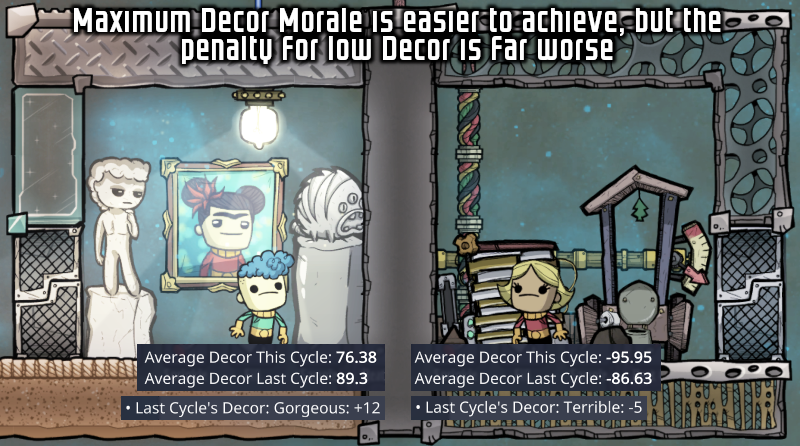 Maximum Decor Morale is easier to achieve, but the
penalty for low Decor is far worse
Average Decor This Cycle: 76.38
Average Decor Last Cycle: 89.3
• Last Cycle's Decor: Gorgeous: +12
Average Decor This Cycle: -95.95
Average Decor Last Cycle: -86.63
• Last Cycle's Decor: Terrible: -5